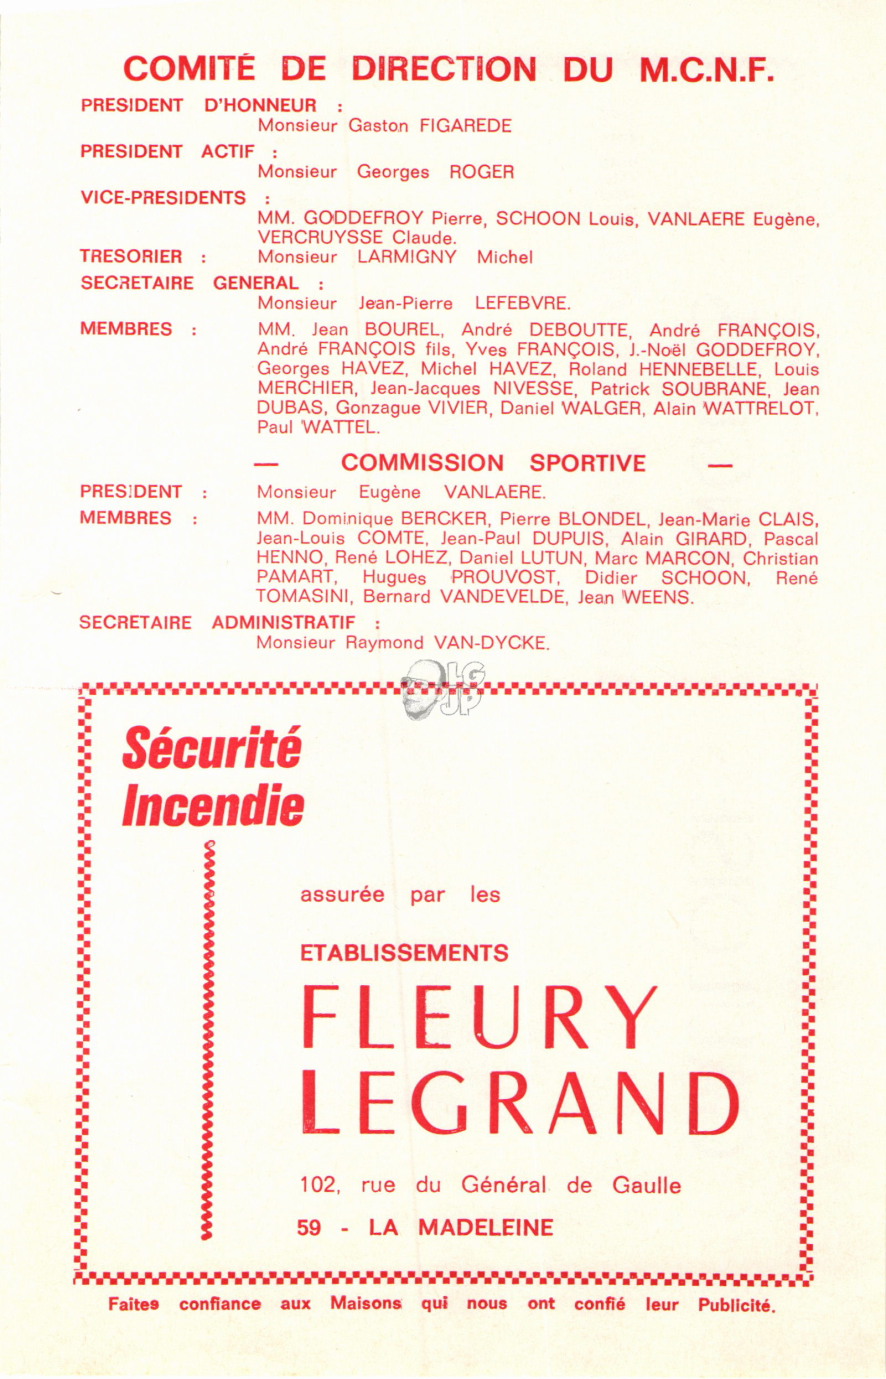 COMITÉ DE DIRECTION DU M.C.N.F.
PRESIDENT D'HONNEUR :
Monsieur Gaston FIGAREDE
PRESIDENT ACTIF :
Monsieur Georges ROGER
VICE-PRESIDENTS :
MM. GODDEFROY Pierre, SCHOON Louis, VANLAERE Eugène,
VERCRUYSSE Claude.
TRESORIER : Monsieur LARMIGNY Michel
SECRETAIRE GENERAL :
Monsieur Jean-Pierre LEFEBVRE.
MEMBRES : MM. Jean BOUREL, André DEBOUTTE, André FRANÇOIS,
André FRANÇOIS fils, Yves FRANÇOIS, J.-Noël GODDEFROY,
Georges HAVEZ, Michel HAVEZ, Roland HENNEBELLE, Louis
MERCHIER, Jean-Jacques NIVESSE, Patrick SOUBRANE, Jean
DUBAS, Gonzague VIVIER, Daniel WALGER, Alain WATTRELOT,
Paul WATTEL.
— COMMISSION SPORTIVE —
PRESIDENT : Monsieur Eugène VANLAERE.
MEMBRES : MM. Dominique BERCKER, Pierre BLONDEL, Jean-Marie CLAIS,
Jean-Louis COMTE, Jean-Paul DUPUIS, Alain GIRARD, Pascal
HENNO, René LOHEZ, Daniel LUTUN, Marc MARCON, Christian
PAMART, Hugues PROUVOST, Didier SCHOON, René
TOMASINI, Bernard VANDEVELDE, Jean WEENS.
SECRETAIRE ADMINISTRATIF :
Monsieur Raymond VAN-DYCKE.
LG
JP
Sécurité
Incendie
assurée par les
ETABLISSEMENTS
FLEURY
LEGRAND
102, rue du Général de Gaulle
59 - LA MADELEINE
Faites confiance aux Maisons qui nous ont confié leur Publicité.